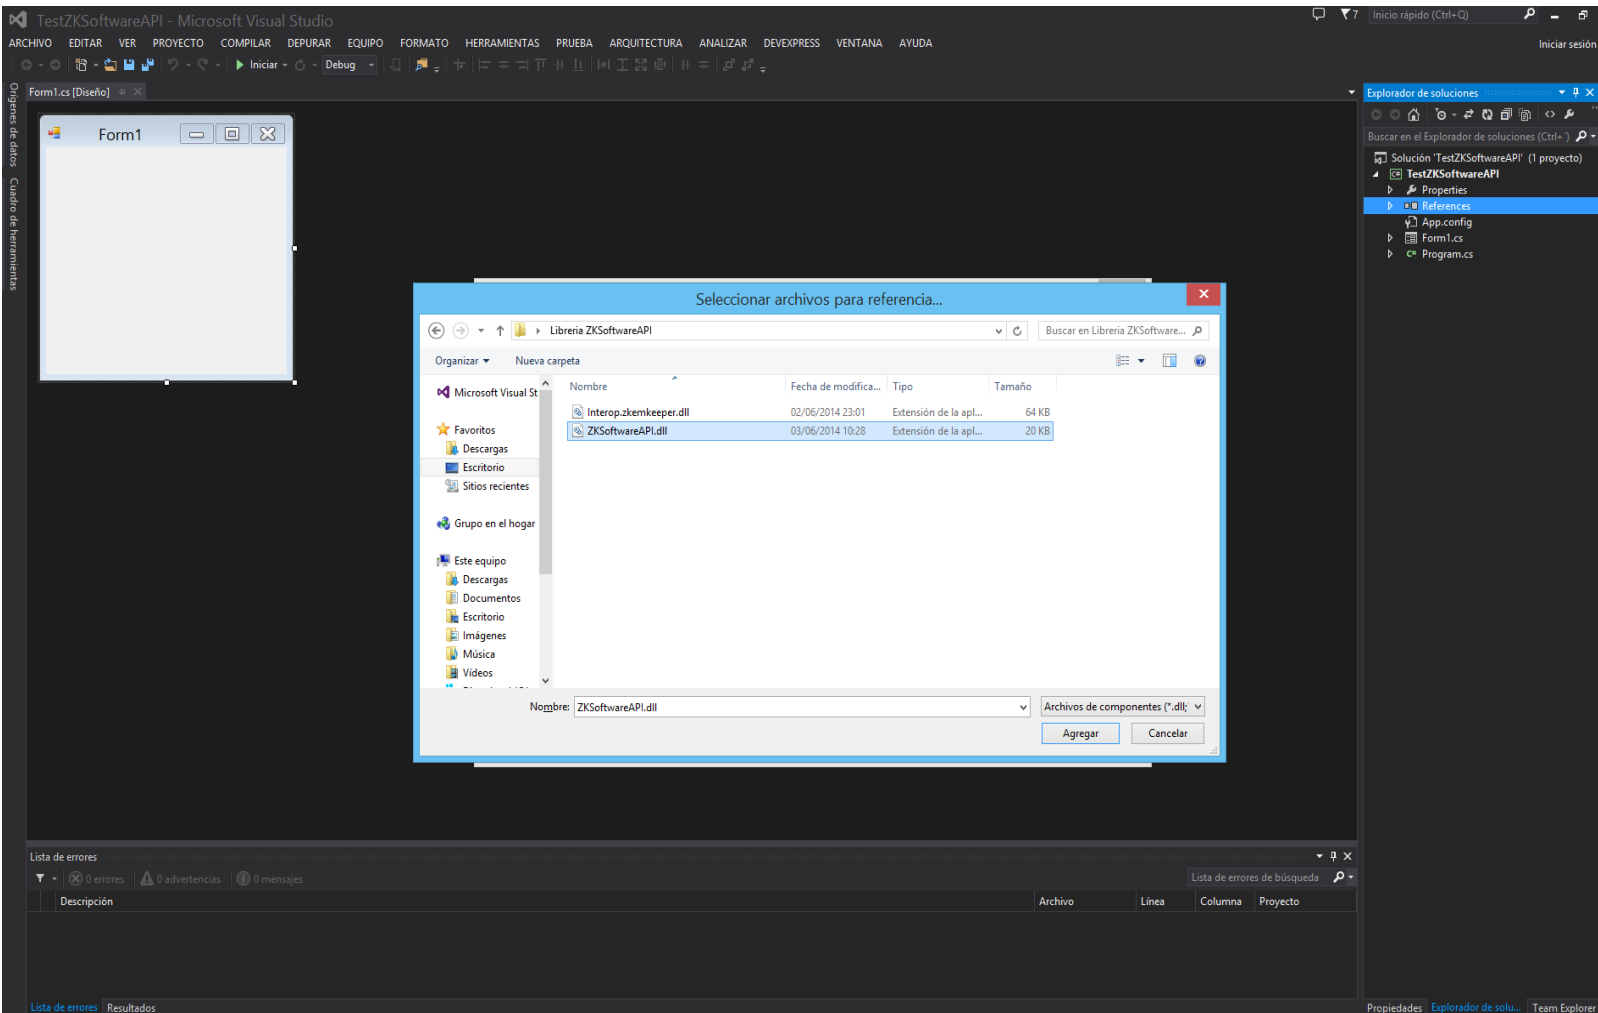 TestZKSoftwareAPI - Microsoft Visual Studio
7 Inicio rápido (Ctrl+Q)
ARCHIVO EDITAR VER PROYECTO COMPILAR DEPURAR EQUIPO FORMATO HERRAMIENTAS PRUEBA ARQUITECTURA ANALIZAR DEVEXPRESS VENTANA AYUDA
Iniciar sesión
Iniciar Debug
Orígenes de datos
Cuadro de herramientas
Form1.cs [Diseño]
Form1
Explorador de soluciones
Buscar en el Explorador de soluciones (Ctrl+´)
Solución 'TestZKSoftwareAPI' (1 proyecto)
TestZKSoftwareAPI
Properties
References
App.config
Form1.cs
Program.cs
Seleccionar archivos para referencia...
Libreria ZKSoftwareAPI
Buscar en Libreria ZKSoftware...
Organizar Nueva carpeta
Microsoft Visual St
Favoritos
Descargas
Escritorio
Sitios recientes
Grupo en el hogar
Este equipo
Descargas
Documentos
Escritorio
Imágenes
Música
Vídeos
Nombre Fecha de modifica... Tipo Tamaño
Interop.zkemkeeper.dll 02/06/2014 23:01 Extensión de la apl... 64 KB
ZKSoftwareAPI.dll 03/06/2014 10:28 Extensión de la apl... 20 KB
Nombre: ZKSoftwareAPI.dll Archivos de componentes (*.dll;
Agregar Cancelar
Lista de errores
0 errores 0 advertencias 0 mensajes
Lista de errores de búsqueda
Descripción Archivo Línea Columna Proyecto
Lista de errores Resultados
Propiedades Explorador de solu... Team Explorer